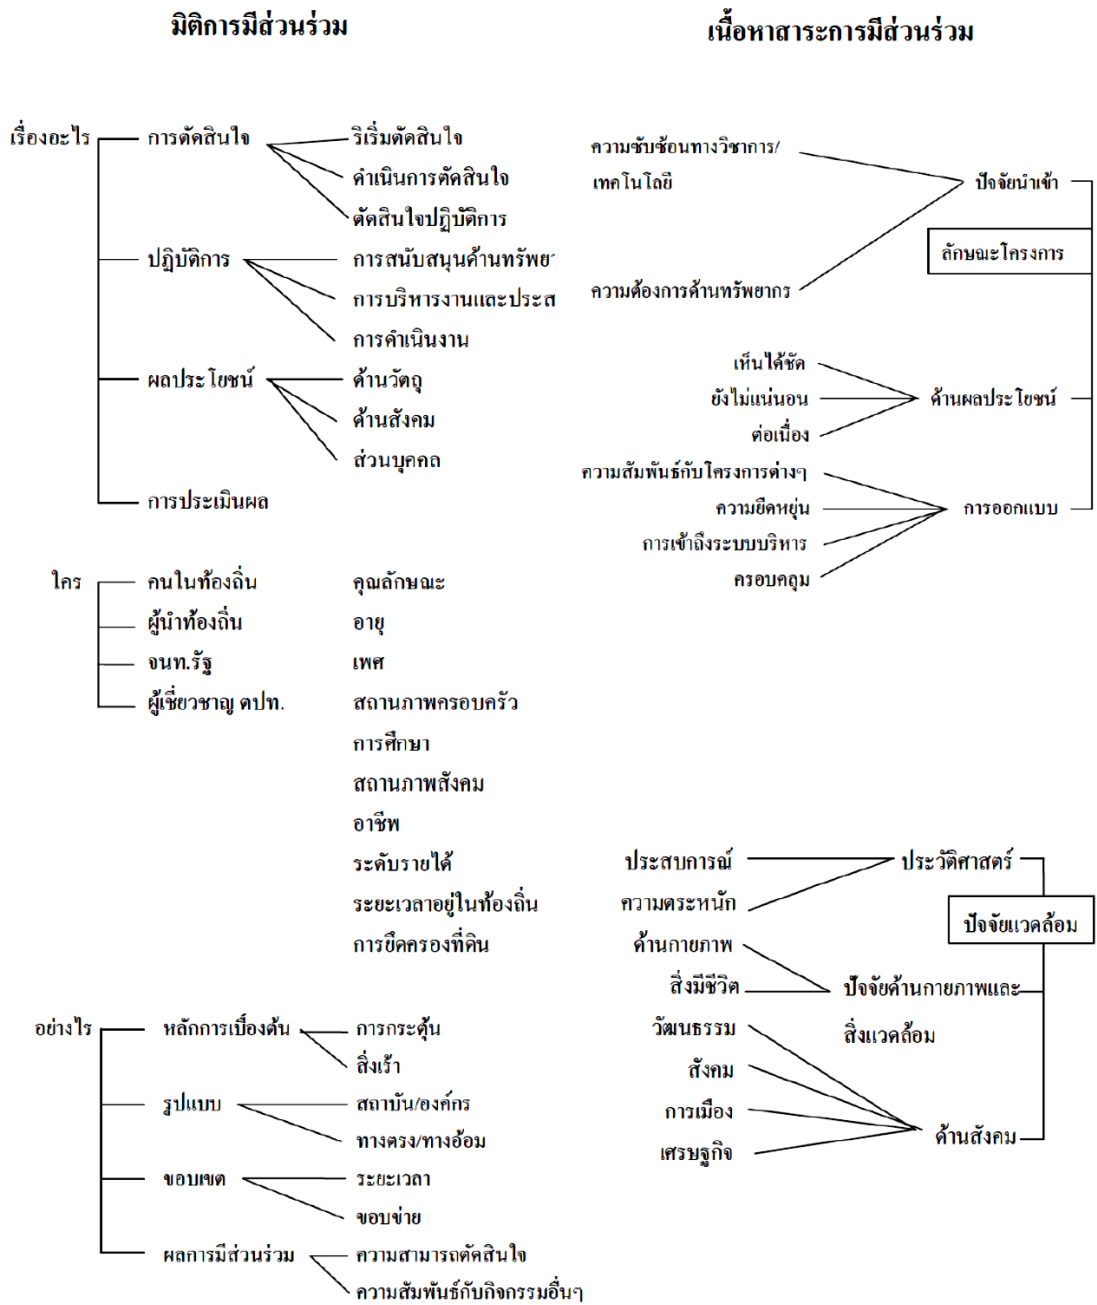 มิติการมีส่วนร่วม
เนื้อหาสาระการมีส่วนร่วม
เรื่องอะไร
การตัดสินใจ
ริเริ่มตัดสินใจ
ดำเนินการตัดสินใจ
ตัดสินใจปฏิบัติการ
ปฏิบัติการ
การสนับสนุนด้านทรัพย
การบริหารงานและประส
การดำเนินงาน
ผลประโยชน์
ด้านวัตถุ
ด้านสังคม
ส่วนบุคคล
การประเมินผล
ใคร
คนในท้องถิ่น
ผู้นำท้องถิ่น
จนท.รัฐ
ผู้เชี่ยวชาญ ตปท.
คุณลักษณะ
อายุ
เพศ
สถานภาพครอบครัว
การศึกษา
สถานภาพสังคม
อาชีพ
ระดับรายได้
ระยะเวลาอยู่ในท้องถิ่น
การยึดครองที่ดิน
อย่างไร
หลักการเบื้องต้น
การกระตุ้น
สิ่งเร้า
รูปแบบ
สถาบัน/องค์กร
ทางตรง/ทางอ้อม
ขอบเขต
ระยะเวลา
ขอบข่าย
ผลการมีส่วนร่วม
ความสามารถตัดสินใจ
ความสัมพันธ์กับกิจกรรมอื่นๆ
ความซับซ้อนทางวิชาการ/
เทคโนโลยี
ปัจจัยนำเข้า
ลักษณะโครงการ
ความต้องการด้านทรัพยากร
เห็นได้ชัด
ยังไม่แน่นอน
ต่อเนื่อง
ด้านผลประโยชน์
ความสัมพันธ์กับโครงการต่างๆ
ความยืดหยุ่น
การเข้าถึงระบบบริหาร
ครอบคลุม
การออกแบบ
ประสบการณ์
ความตระหนัก
ประวัติศาสตร์
ปัจจัยแวดล้อม
ด้านกายภาพ
สิ่งมีชีวิต
ปัจจัยด้านกายภาพและ
สิ่งแวดล้อม
วัฒนธรรม
สังคม
การเมือง
เศรษฐกิจ
ด้านสังคม